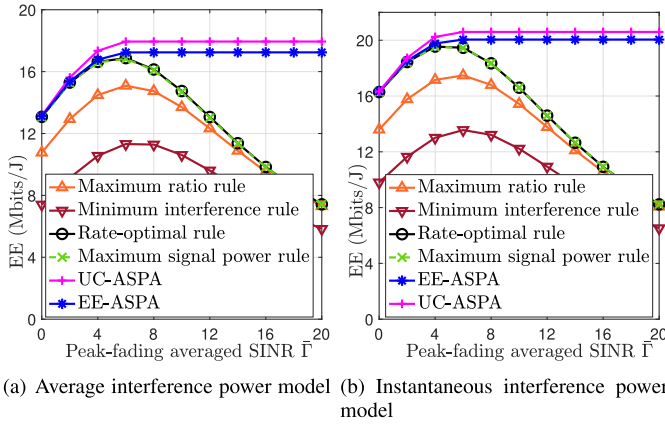 20
16
12
8
4
0
EE (Mbits/J)
Maximum ratio rule
Minimum interference rule
Rate-optimal rule
Maximum signal power rule
UC-ASPA
EE-ASPA
0 4 8 12 16 20
Peak-fading averaged SINR Γ̄
(a) Average interference power model
20
16
12
8
4
0
EE (Mbits/J)
Maximum ratio rule
Minimum interference rule
Rate-optimal rule
Maximum signal power rule
EE-ASPA
UC-ASPA
0 4 8 12 16 20
Peak-fading averaged SINR Γ̄
(b) Instantaneous interference power
model